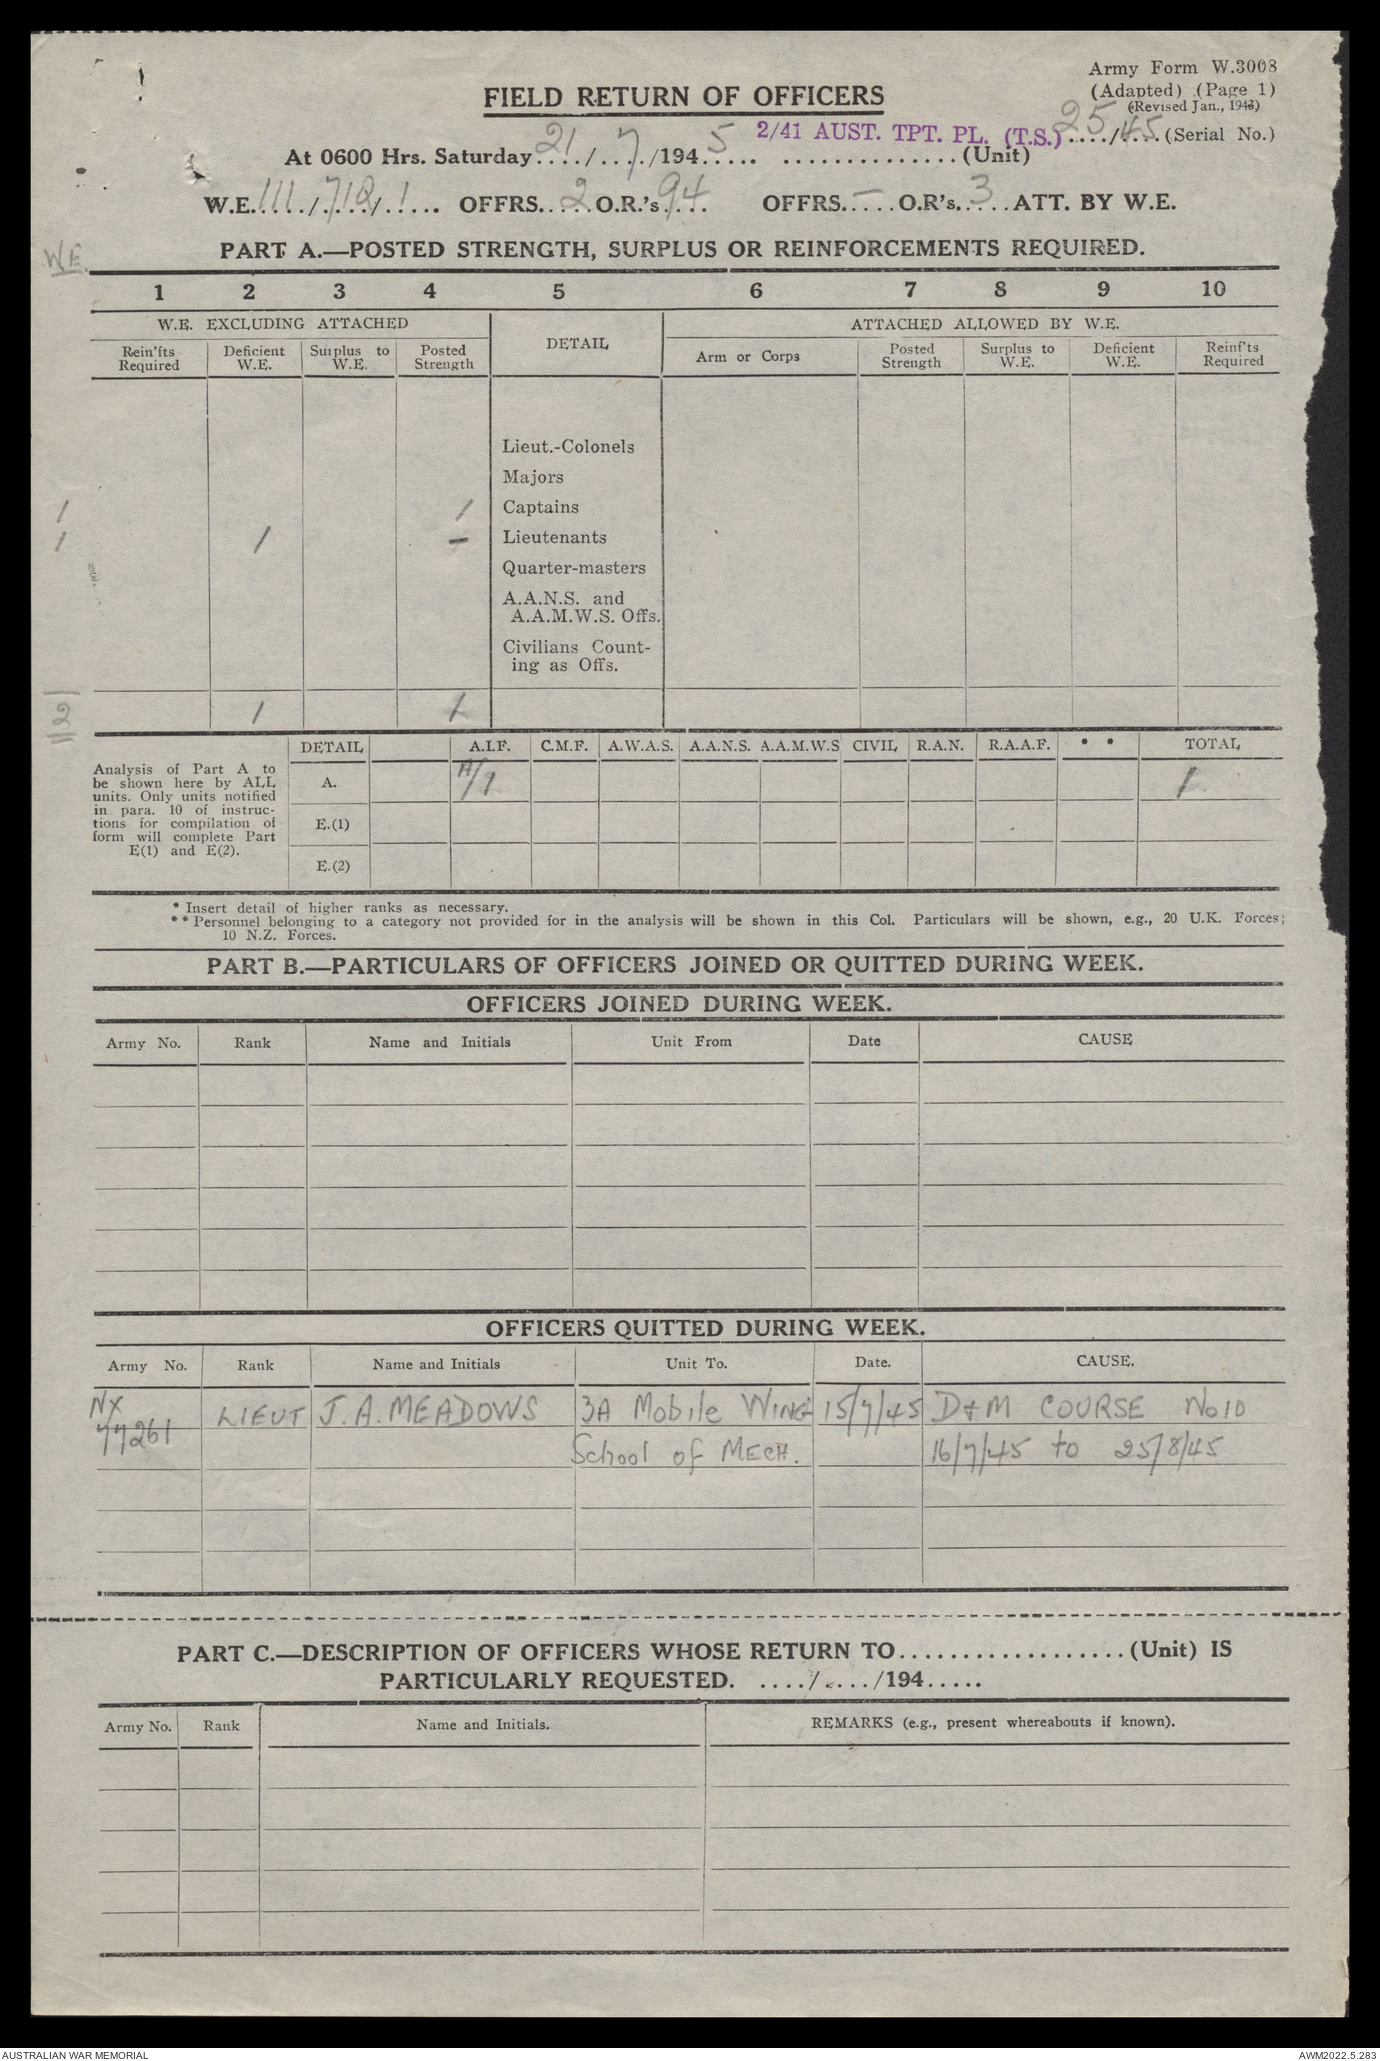 Army Form W.3008
(Adapted) (Page 1)
(Revised Jan., 1943)
FIELD RETURN OF OFFICERS
2/41 AUST. TPT. PL. (T.S.) 25/45 (Serial No.)
At 0600 Hrs. Saturday 21/7/1945 .............. (Unit)
W.E. 111/71Q/1 OFFRS. 2 O.R.'s 94 OFFRS. — O.R's. 3 ATT. BY W.E.
W.E.
PART A.—POSTED STRENGTH, SURPLUS OR REINFORCEMENTS REQUIRED.
1 2 3 4 5 6 7 8 9 10
W.E. EXCLUDING ATTACHED DETAIL ATTACHED ALLOWED BY W.E.
Rein'fts Required Deficient W.E. Surplus to W.E. Posted Strength Arm or Corps Posted Strength Surplus to W.E. Deficient W.E. Reinf'ts Required
Lieut.-Colonels
Majors
1 1 Captains
1 1 — Lieutenants
Quarter-masters
A.A.N.S. and
A.A.M.W.S. Offs.
Civilians Count-
ing as Offs.
2 1 1
DETAIL A.I.F. C.M.F. A.W.A.S. A.A.N.S. A.A.M.W.S CIVIL R.A.N. R.A.A.F. * * TOTAL
Analysis of Part A to
be shown here by ALL
units. Only units notified
in para. 10 of instruc-
tions for compilation of
form will complete Part
E(1) and E(2).
A. A/1 1
E.(1)
E.(2)
* Insert detail of higher ranks as necessary.
** Personnel belonging to a category not provided for in the analysis will be shown in this Col. Particulars will be shown, e.g., 20 U.K. Forces;
10 N.Z. Forces.
PART B.—PARTICULARS OF OFFICERS JOINED OR QUITTED DURING WEEK.
OFFICERS JOINED DURING WEEK.
Army No. Rank Name and Initials Unit From Date CAUSE
OFFICERS QUITTED DURING WEEK.
Army No. Rank Name and Initials Unit To. Date. CAUSE.
NX
77261 LIEUT J. A. MEADOWS 3A Mobile WING 15/7/45 D+M COURSE No 10
School of MECH. 16/7/45 to 25/8/45
PART C.—DESCRIPTION OF OFFICERS WHOSE RETURN TO................... (Unit) IS
PARTICULARLY REQUESTED. ..../..../194.....
Army No. Rank Name and Initials. REMARKS (e.g., present whereabouts if known).
AUSTRALIAN WAR MEMORIAL AWM2022.5.283